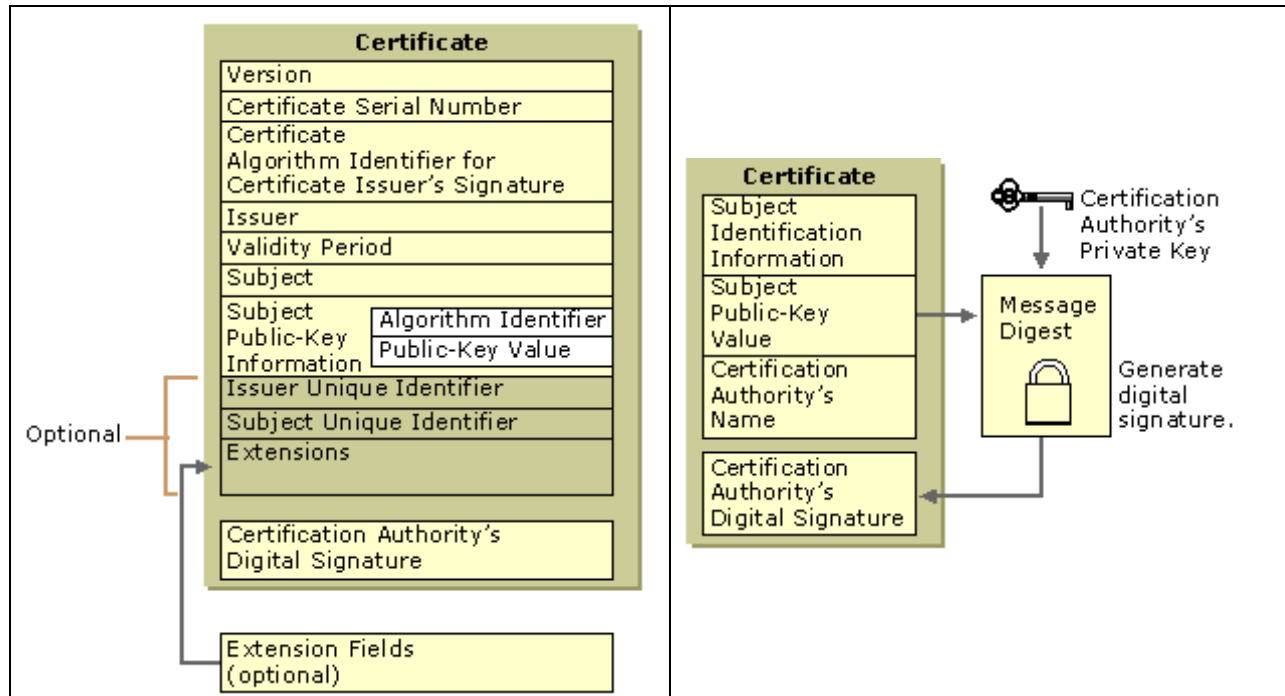 Certificate
Version
Certificate Serial Number
Certificate
Algorithm Identifier for
Certificate Issuer's Signature
Issuer
Validity Period
Subject
Subject
Public-Key
Information
Algorithm Identifier
Public-Key Value
Issuer Unique Identifier
Subject Unique Identifier
Extensions
Optional
Certification Authority's
Digital Signature
Extension Fields
(optional)
Certificate
Subject
Identification
Information
Subject
Public-Key
Value
Certification
Authority's
Name
Certification
Authority's
Digital Signature
Certification
Authority's
Private Key
Message
Digest
Generate
digital
signature.